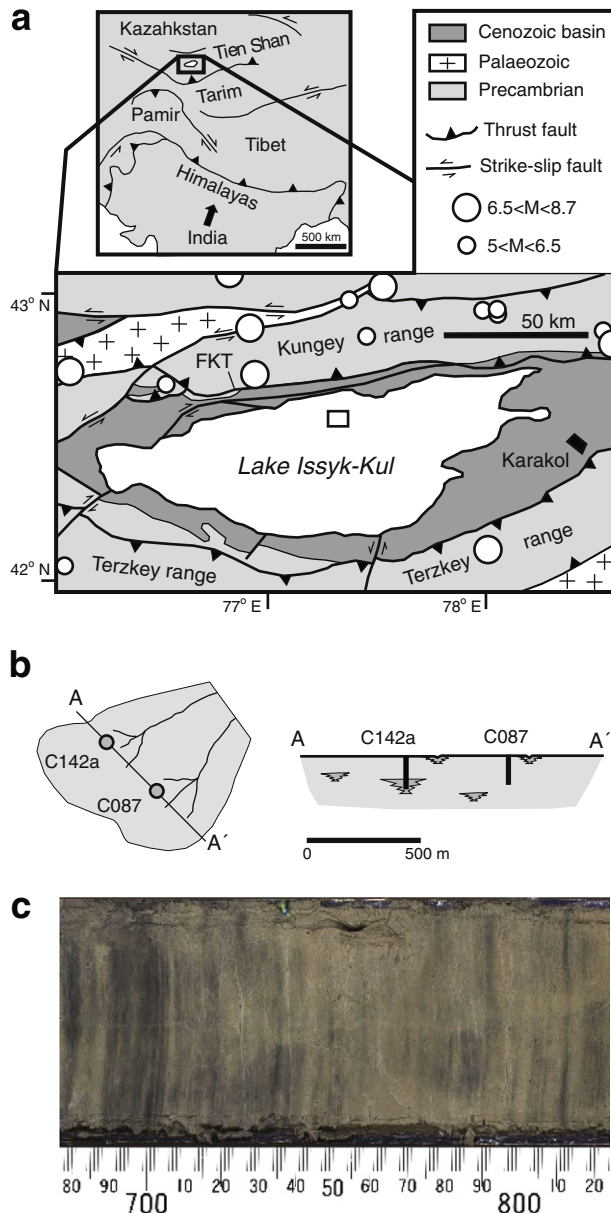 a
Kazahkstan
Tien Shan
Tarim
Pamir
Tibet
Himalayas
India
500 km
Cenozoic basin
Palaeozoic
Precambrian
Thrust fault
Strike-slip fault
6.5<M<8.7
5<M<6.5
43° N
Kungey range
50 km
FKT
Lake Issyk-Kul
Karakol
42° N
Terzkey range
Terzkey range
77° E
78° E
b
A
C142a
C087
A´
A
C142a
C087
A´
0
500 m
c
80 90 700 10 20 30 40 50 60 70 80 90 800 10 20